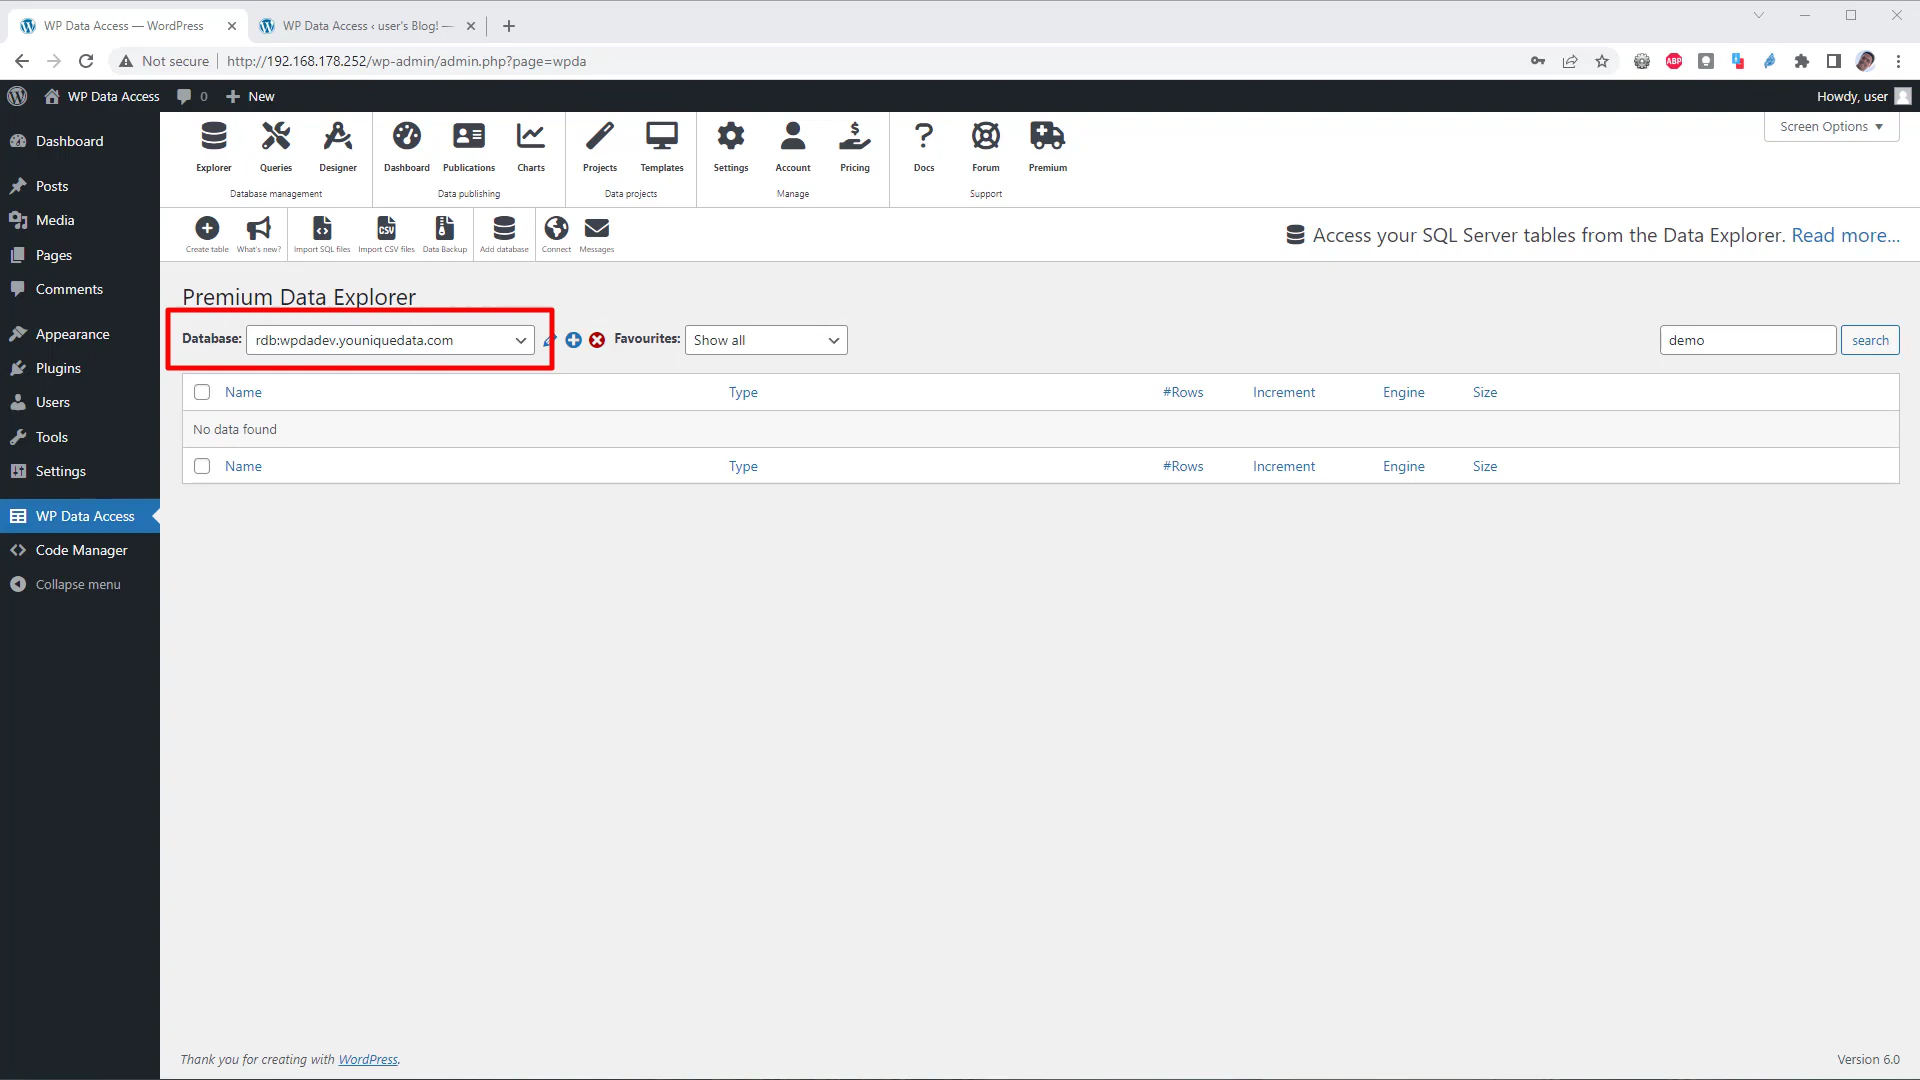 WP Data Access — WordPress
WP Data Access ‹ user's Blog! —
Not secure
http://192.168.178.252/wp-admin/admin.php?page=wpda
ABP
WP Data Access
0
New
Howdy, user
Dashboard
Posts
Media
Pages
Comments
Appearance
Plugins
Users
Tools
Settings
WP Data Access
Code Manager
Collapse menu
Explorer
Queries
Designer
Dashboard
Publications
Charts
Projects
Templates
Settings
Account
Pricing
Docs
Forum
Premium
Database management
Data publishing
Data projects
Manage
Support
Screen Options
CSV
Create table
What's new?
Import SQL files
Import CSV files
Data Backup
Add database
Connect
Messages
Access your SQL Server tables from the Data Explorer. Read more...
Premium Data Explorer
Database: rdb:wpdadev.youniquedata.com
Favourites: Show all
demo
search
Name Type #Rows Increment Engine Size
No data found
Name Type #Rows Increment Engine Size
Thank you for creating with WordPress.
Version 6.0